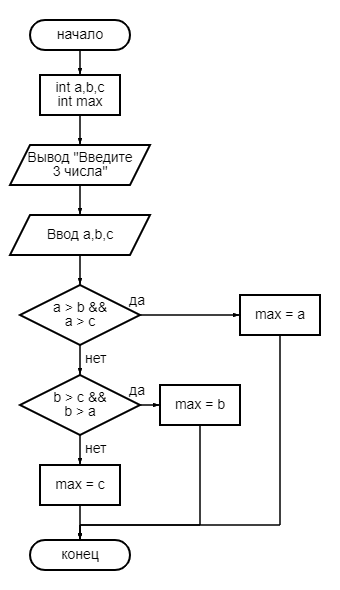 начало
int a,b,c
int max
Вывод "Введите
3 числа"
Ввод a,b,c
a > b &&
a > c
да
max = a
нет
b > c &&
b > a
да
max = b
нет
max = c
конец